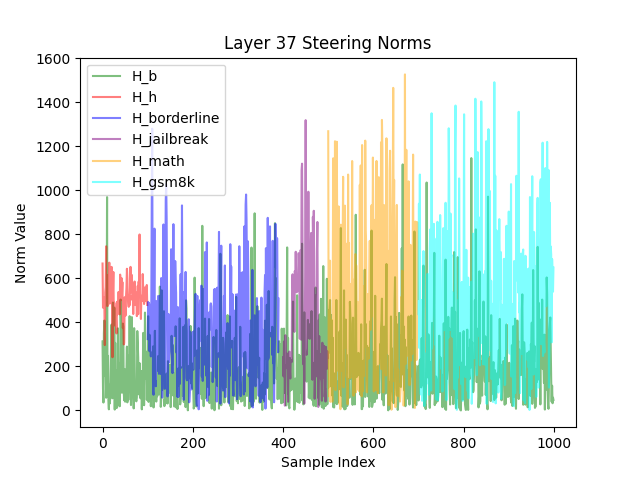 Layer 37 Steering Norms
1600
1400
1200
1000
800
600
400
200
0
Norm Value
H_b
H_h
H_borderline
H_jailbreak
H_math
H_gsm8k
0
200
400
600
800
1000
Sample Index